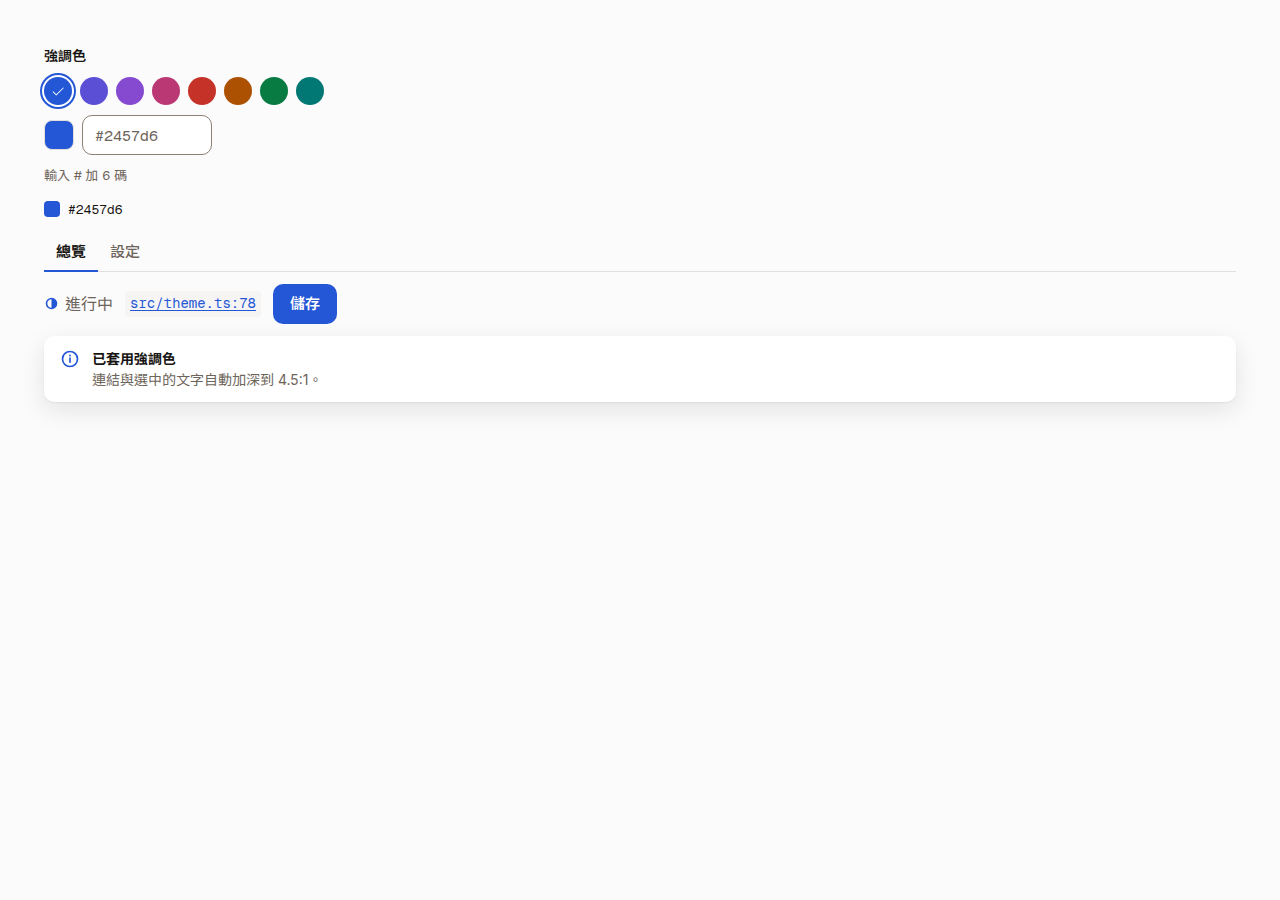 強調色
#2457d6
輸入 # 加 6 碼
#2457d6
總覽 設定
進行中 src/theme.ts:78 儲存
已套用強調色
連結與選中的文字自動加深到 4.5:1。